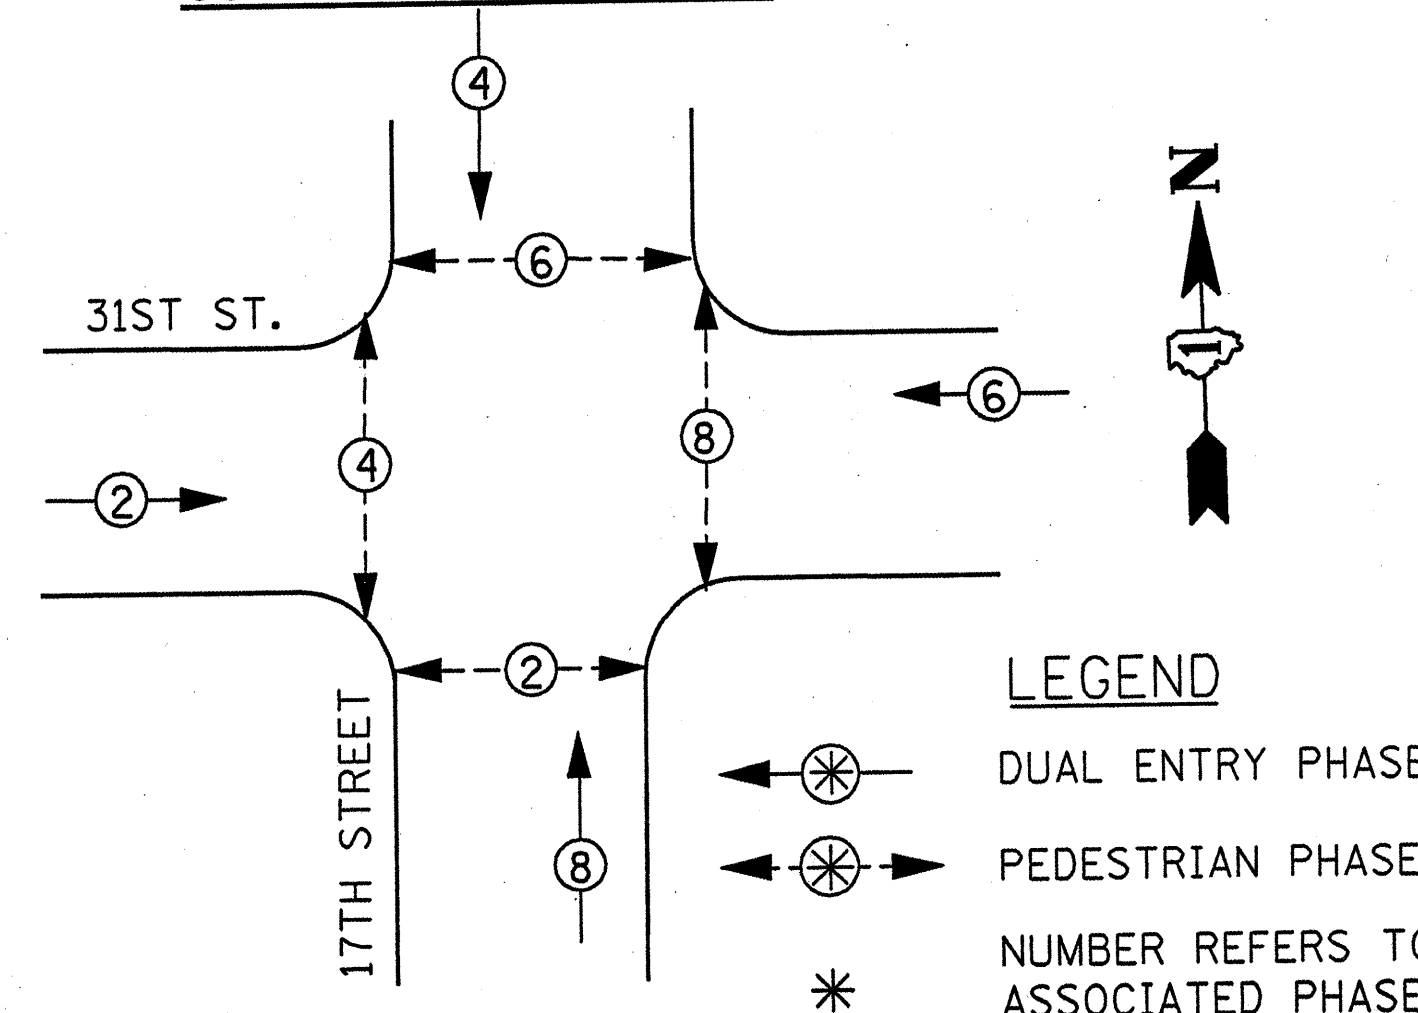 4
N
6
31ST ST.
1
6
8
4
2
2
LEGEND
17TH STREET
DUAL ENTRY PHASE
8
PEDESTRIAN PHASE
NUMBER REFERS TO
* ASSOCIATED PHASE